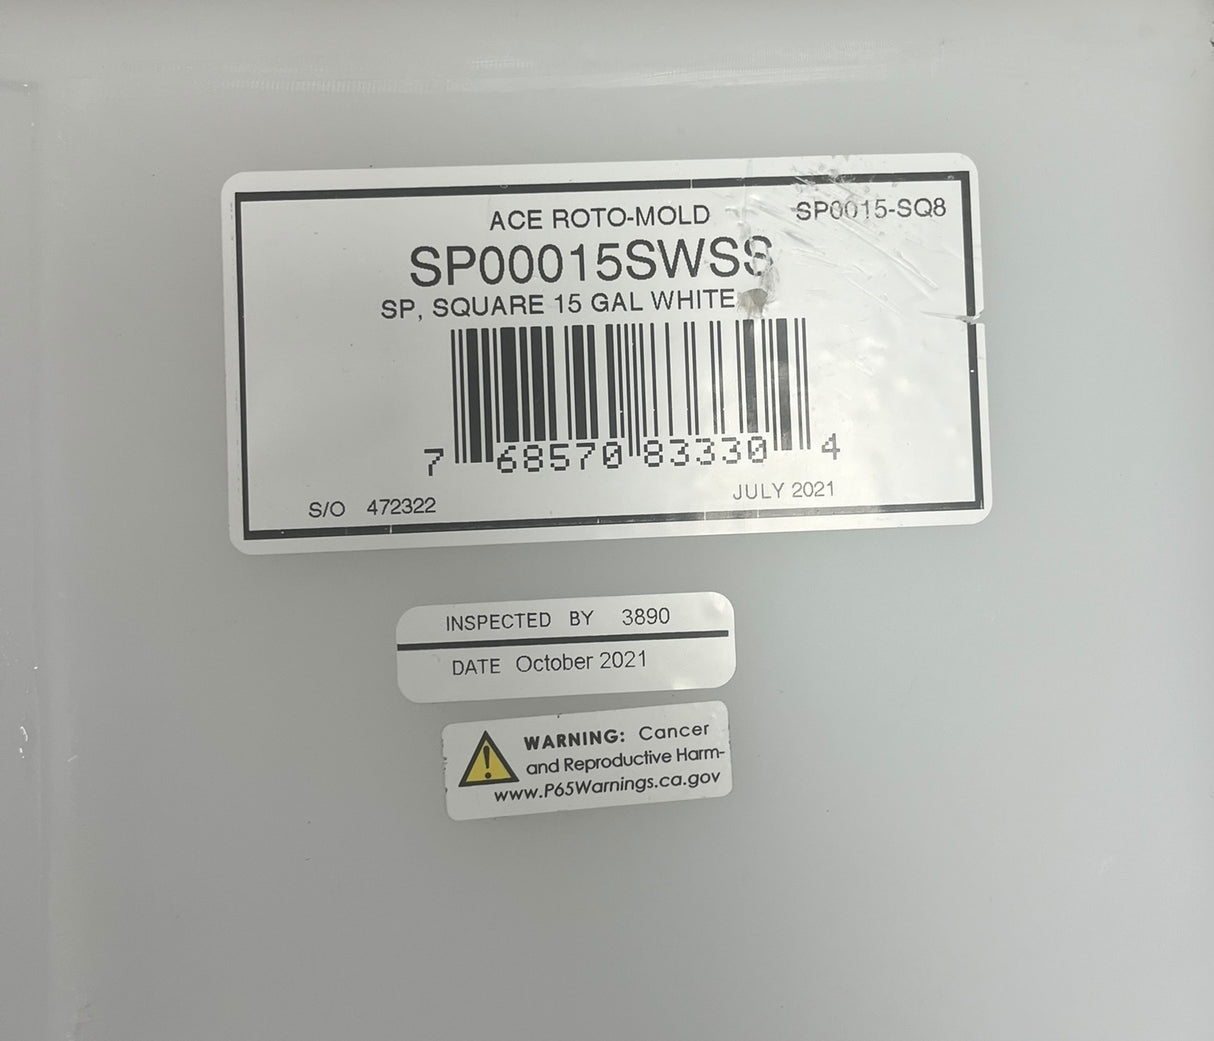 ACE ROTO-MOLD
SP0015-SQ8
SP00015SWSS
SP, SQUARE 15 GAL WHITE
7 68570 83330 4
S/O 472322
JULY 2021
INSPECTED BY 3890
DATE October 2021
WARNING: Cancer
and Reproductive Harm-
www.P65Warnings.ca.gov